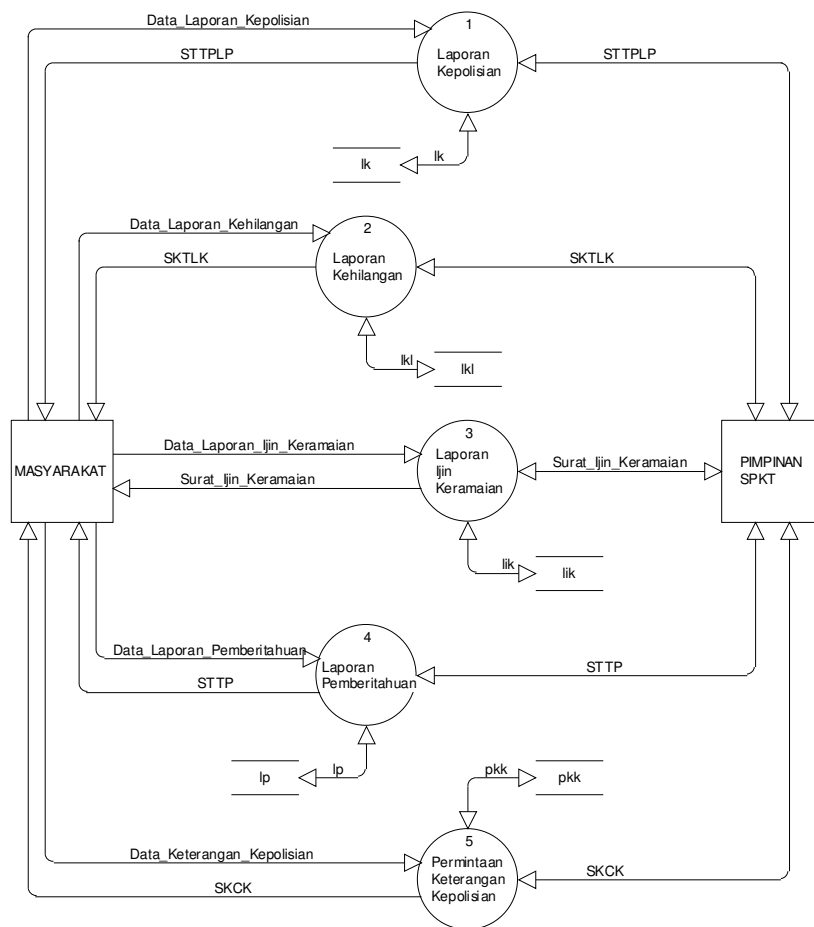 Data_Laporan_Kepolisian
STTPLP
1
Laporan
Kepolisian
STTPLP
lk
lk
Data_Laporan_Kehilangan
SKTLK
2
Laporan
Kehilangan
SKTLK
lkl
lkl
MASYARAKAT
Data_Laporan_Ijin_Keramaian
Surat_Ijin_Keramaian
3
Laporan
Ijin
Keramaian
Surat_Ijin_Keramaian
PIMPINAN
SPKT
lik
lik
Data_Laporan_Pemberitahuan
STTP
4
Laporan
Pemberitahuan
STTP
lp
lp
pkk
pkk
Data_Keterangan_Kepolisian
SKCK
5
Permintaan
Keterangan
Kepolisian
SKCK